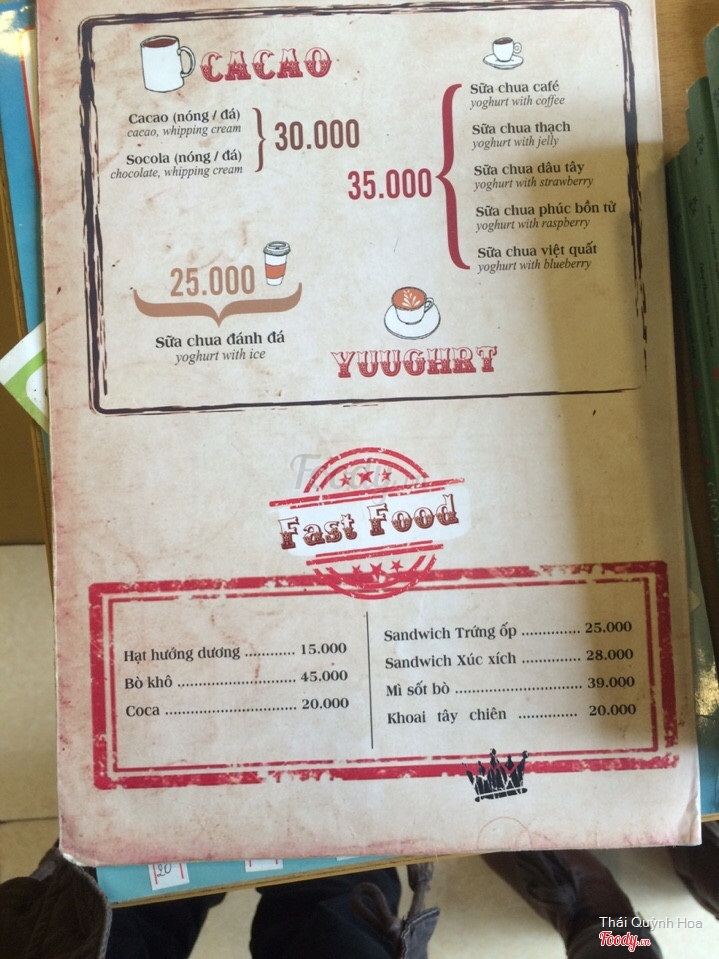 CACAO
Cacao (nóng / đá)
cacao, whipping cream
Socola (nóng / đá)
chocolate, whipping cream
30.000
35.000
Sữa chua café
yoghurt with coffee
Sữa chua thạch
yoghurt with jelly
Sữa chua dâu tây
yoghurt with strawberry
Sữa chua phúc bồn tử
yoghurt with raspberry
Sữa chua việt quất
yoghurt with blueberry
25.000
Sữa chua đánh đá
yoghurt with ice
YUUGHRT
Foody.vn
Fast Food
Hạt hướng dương ............ 15.000
Bò khô ............................ 45.000
Coca ............................... 20.000
Sandwich Trứng ốp .............. 25.000
Sandwich Xúc xích .............. 28.000
Mì sốt bò ............................. 39.000
Khoai tây chiên .............. 20.000
20
Thái Quỳnh Hoa
Foody.vn